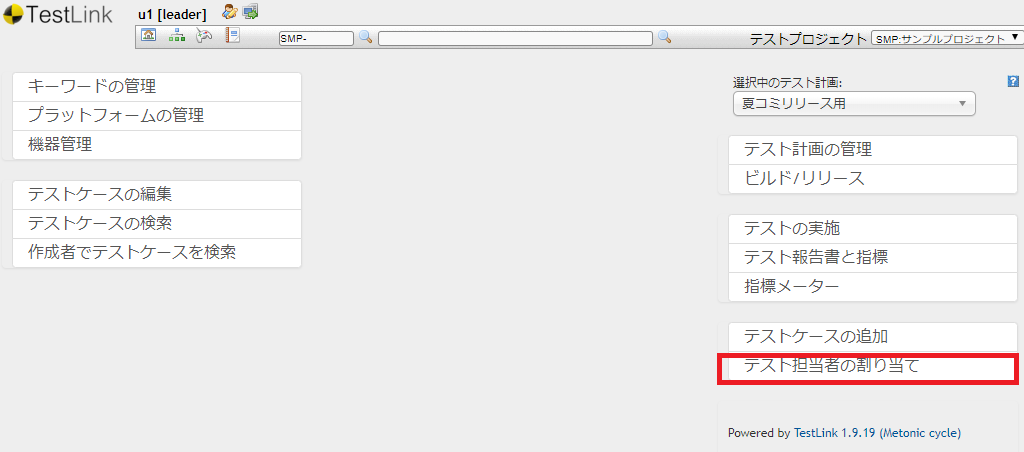 TestLink
u1 [leader]
SMP-
テストプロジェクト SMP:サンプルプロジェクト
キーワードの管理
プラットフォームの管理
機器管理
テストケースの編集
テストケースの検索
作成者でテストケースを検索
選択中のテスト計画:
夏コミリリース用
テスト計画の管理
ビルド/リリース
テストの実施
テスト報告書と指標
指標メーター
テストケースの追加
テスト担当者の割り当て
Powered by TestLink 1.9.19 (Metonic cycle)